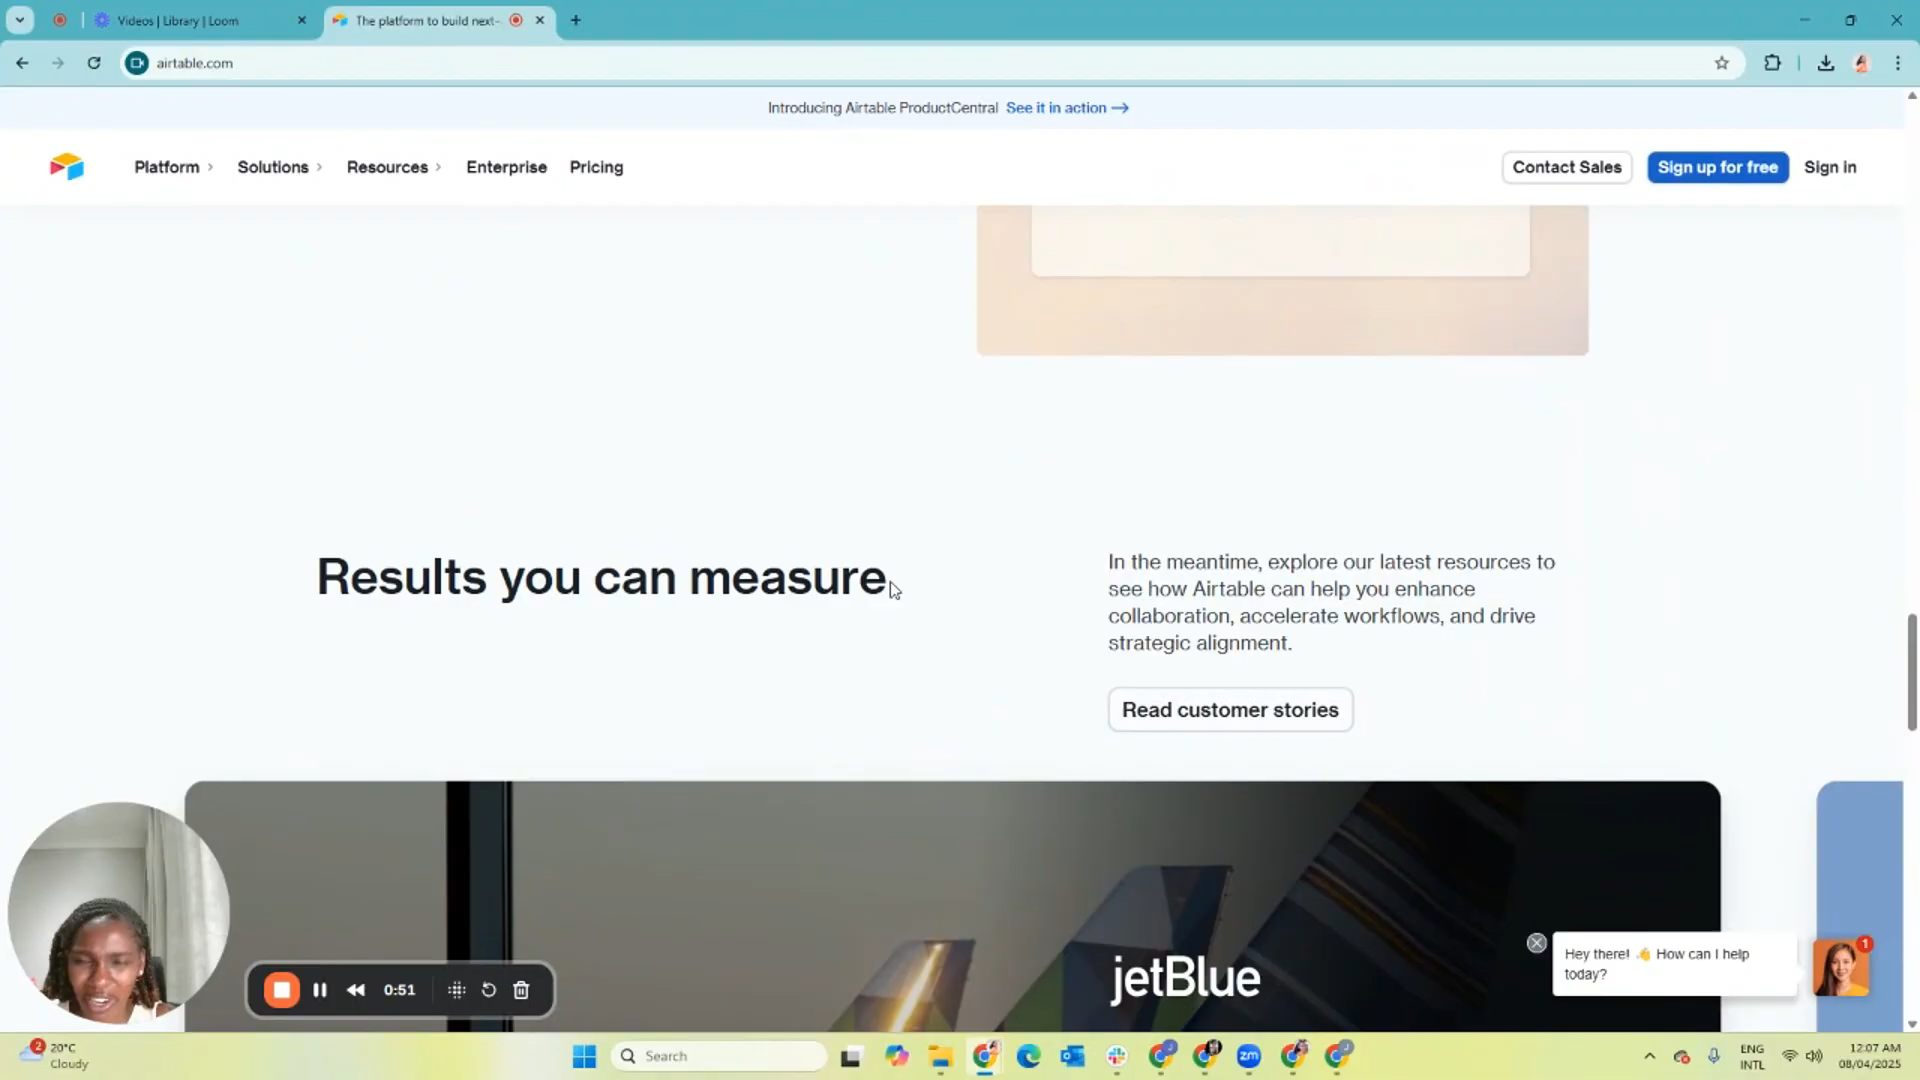 Videos | Library | Loom
The platform to build next-
airtable.com
Introducing Airtable ProductCentral See it in action →
Platform
Solutions
Resources
Enterprise
Pricing
Contact Sales
Sign up for free
Sign in
Results you can measure
In the meantime, explore our latest resources to
see how Airtable can help you enhance
collaboration, accelerate workflows, and drive
strategic alignment.
Read customer stories
jetBlue
Hey there! 👋 How can I help
today?
1
0:51
2
20°C
Cloudy
Search
zm
ENG
INTL
12:07 AM
08/04/2025